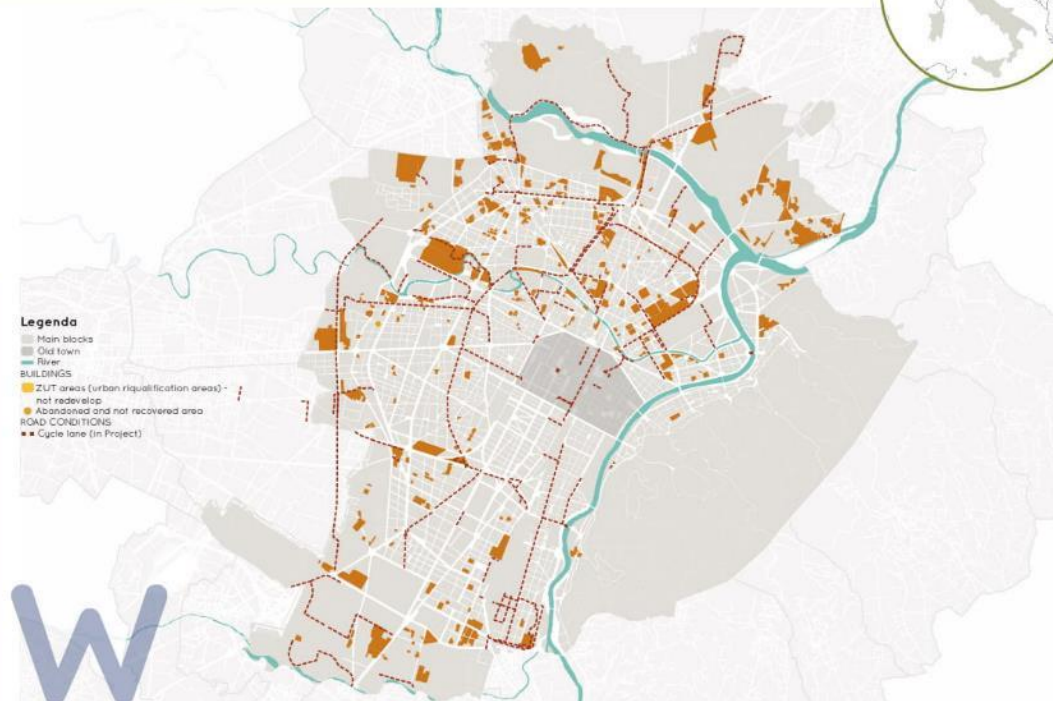 Legenda
Main blocks
Old town
River
BUILDINGS
ZUT areas (urban riqualification areas) -
not redevelop
Abandoned and not recovered area
ROAD CONDITIONS
Cycle lane (in Project)
W